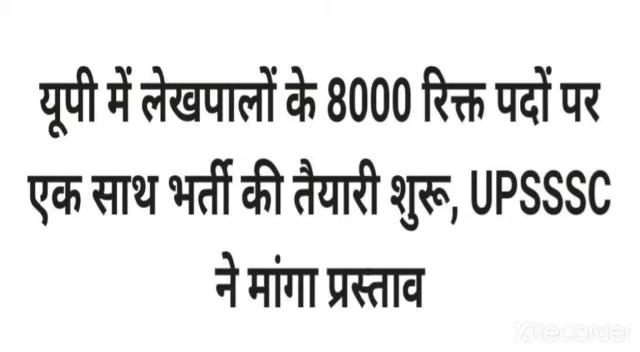 यूपी में लेखपालों के 8000 रिक्त पदों पर
एक साथ भर्ती की तैयारी शुरू, UPSSSC
ने मांगा प्रस्ताव
XRecorder